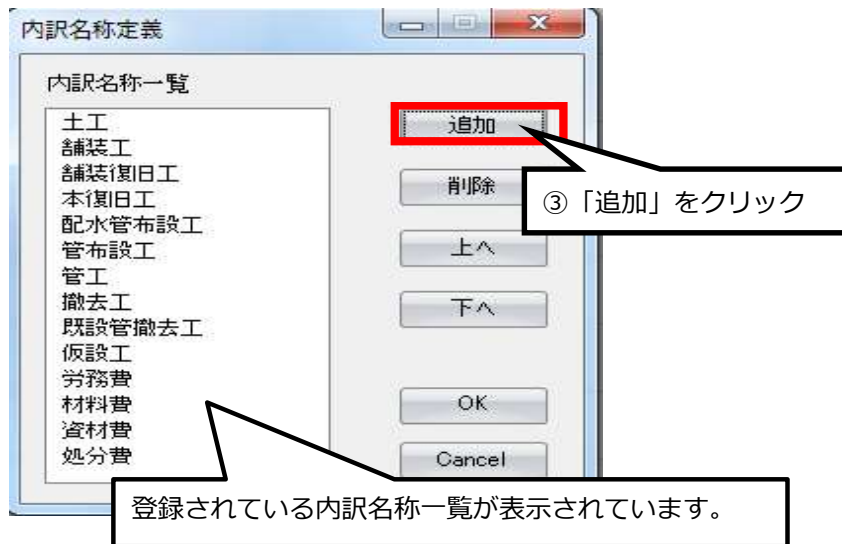 内訳名称定義
内訳名称一覧
土工
舗装工
舗装復旧工
本復旧工
配水管布設工
管布設工
管工
撤去工
既設管撤去工
仮設工
労務費
材料費
資材費
処分費
追加
削除
上へ
下へ
OK
Cancel
③「追加」をクリック
登録されている内訳名称一覧が表示されています。